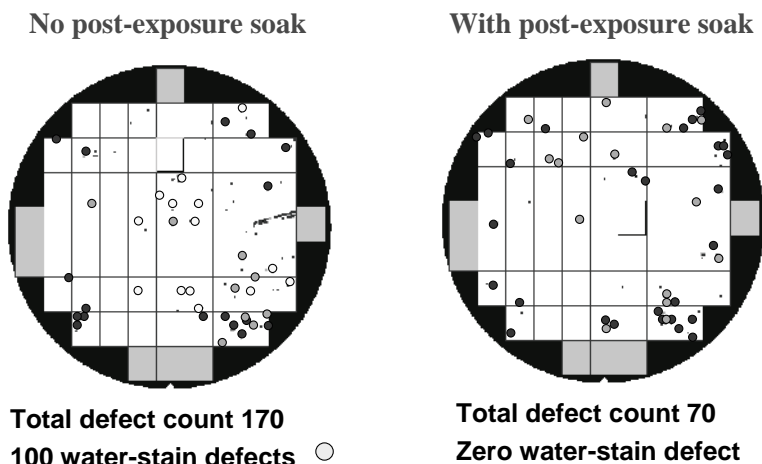 No post-exposure soak
With post-exposure soak
Total defect count 170
100 water-stain defects
Total defect count 70
Zero water-stain defect